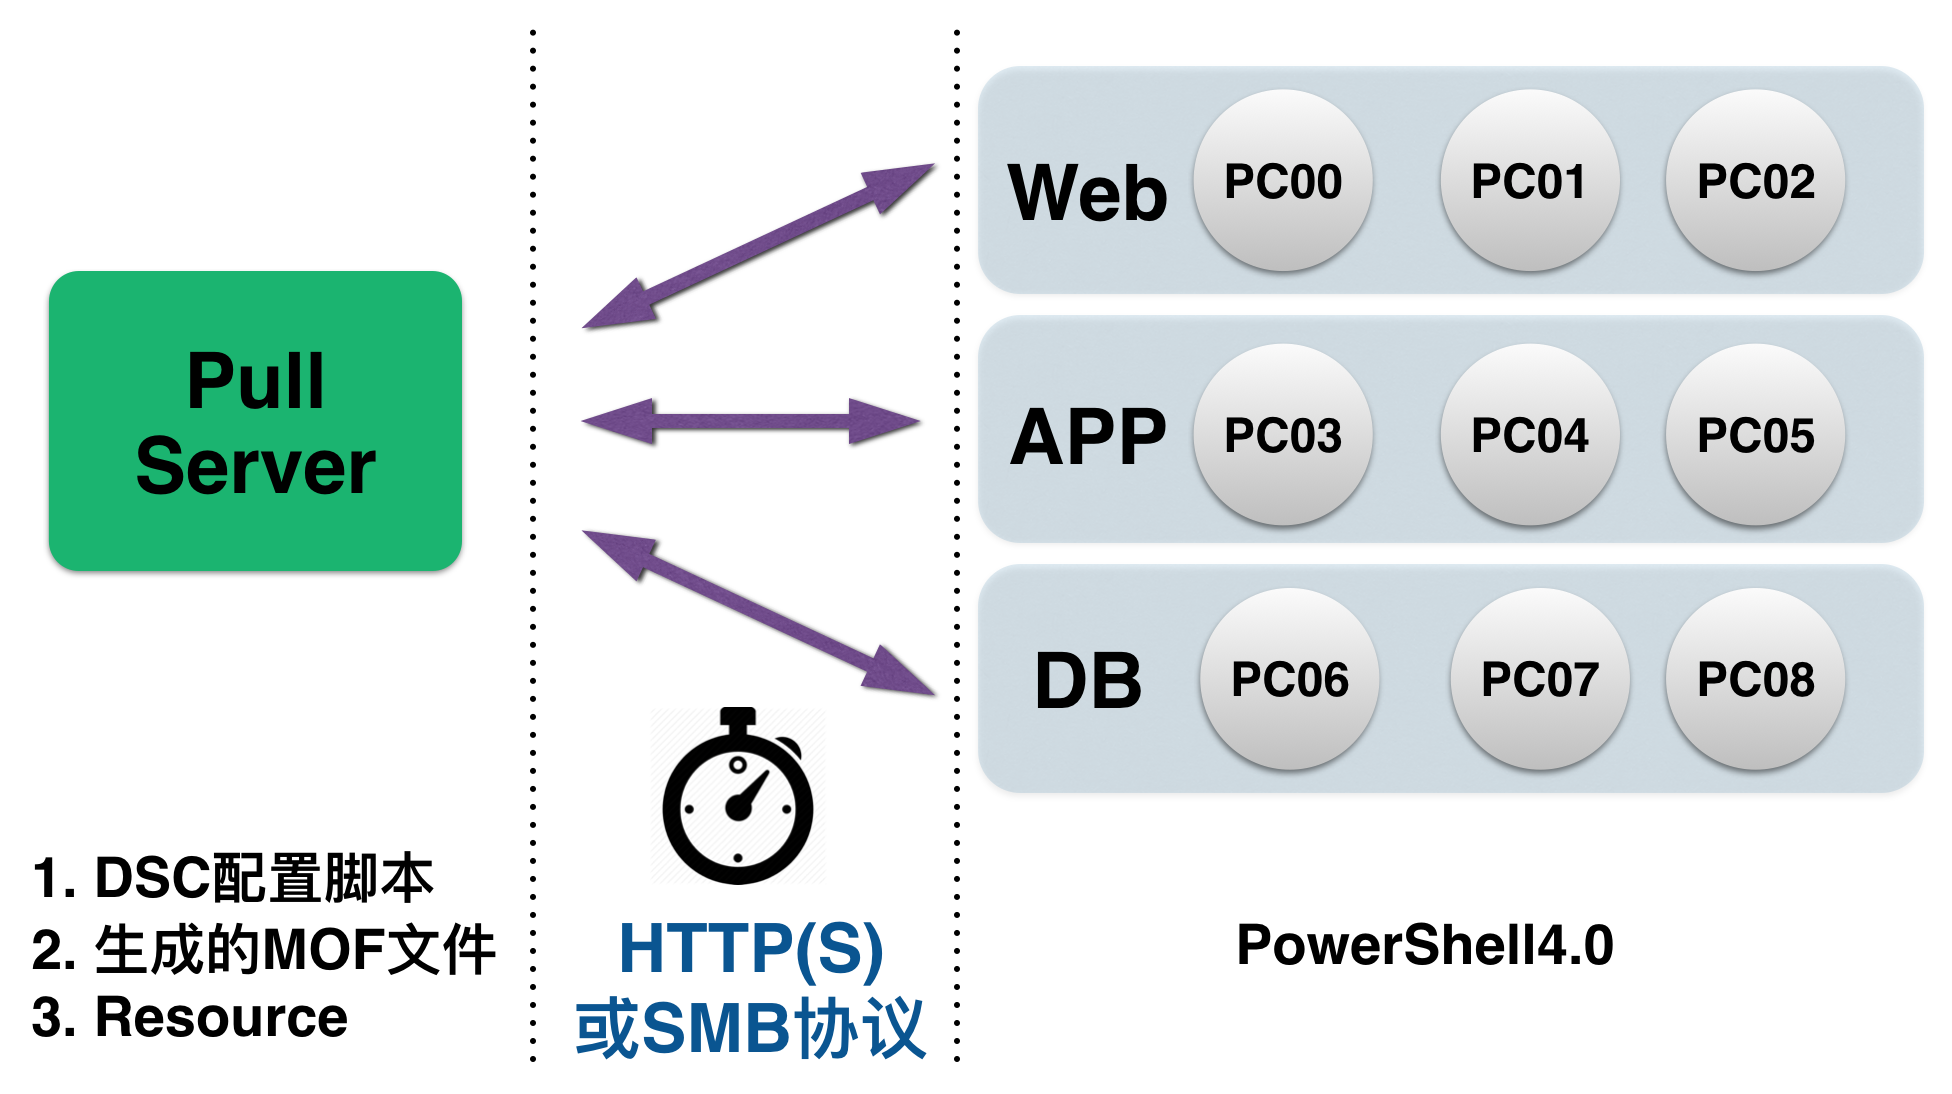 Pull
Server
1. DSC配置脚本
2. 生成的MOF文件
3. Resource
HTTP(S)
或SMB协议
Web PC00 PC01 PC02
APP PC03 PC04 PC05
DB PC06 PC07 PC08
PowerShell4.0